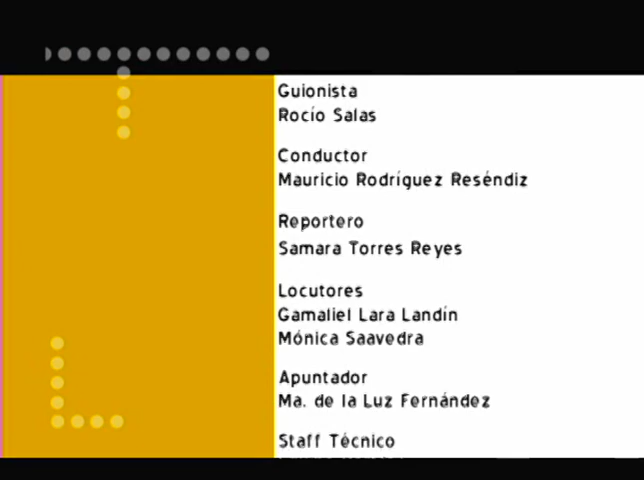 Guionista
Rocío Salas
Conductor
Mauricio Rodríguez Reséndiz
Reportero
Samara Torres Reyes
Locutores
Gamaliel Lara Landín
Mónica Saavedra
Apuntador
Ma. de la Luz Fernández
Staff Técnico